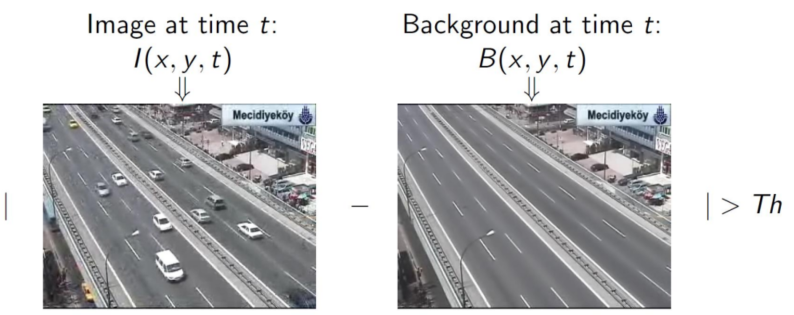 Image at time t:
I(x, y, t)
⇓
Background at time t:
B(x, y, t)
⇓
Mecidiyeköy
Mecidiyeköy
| − | > Th